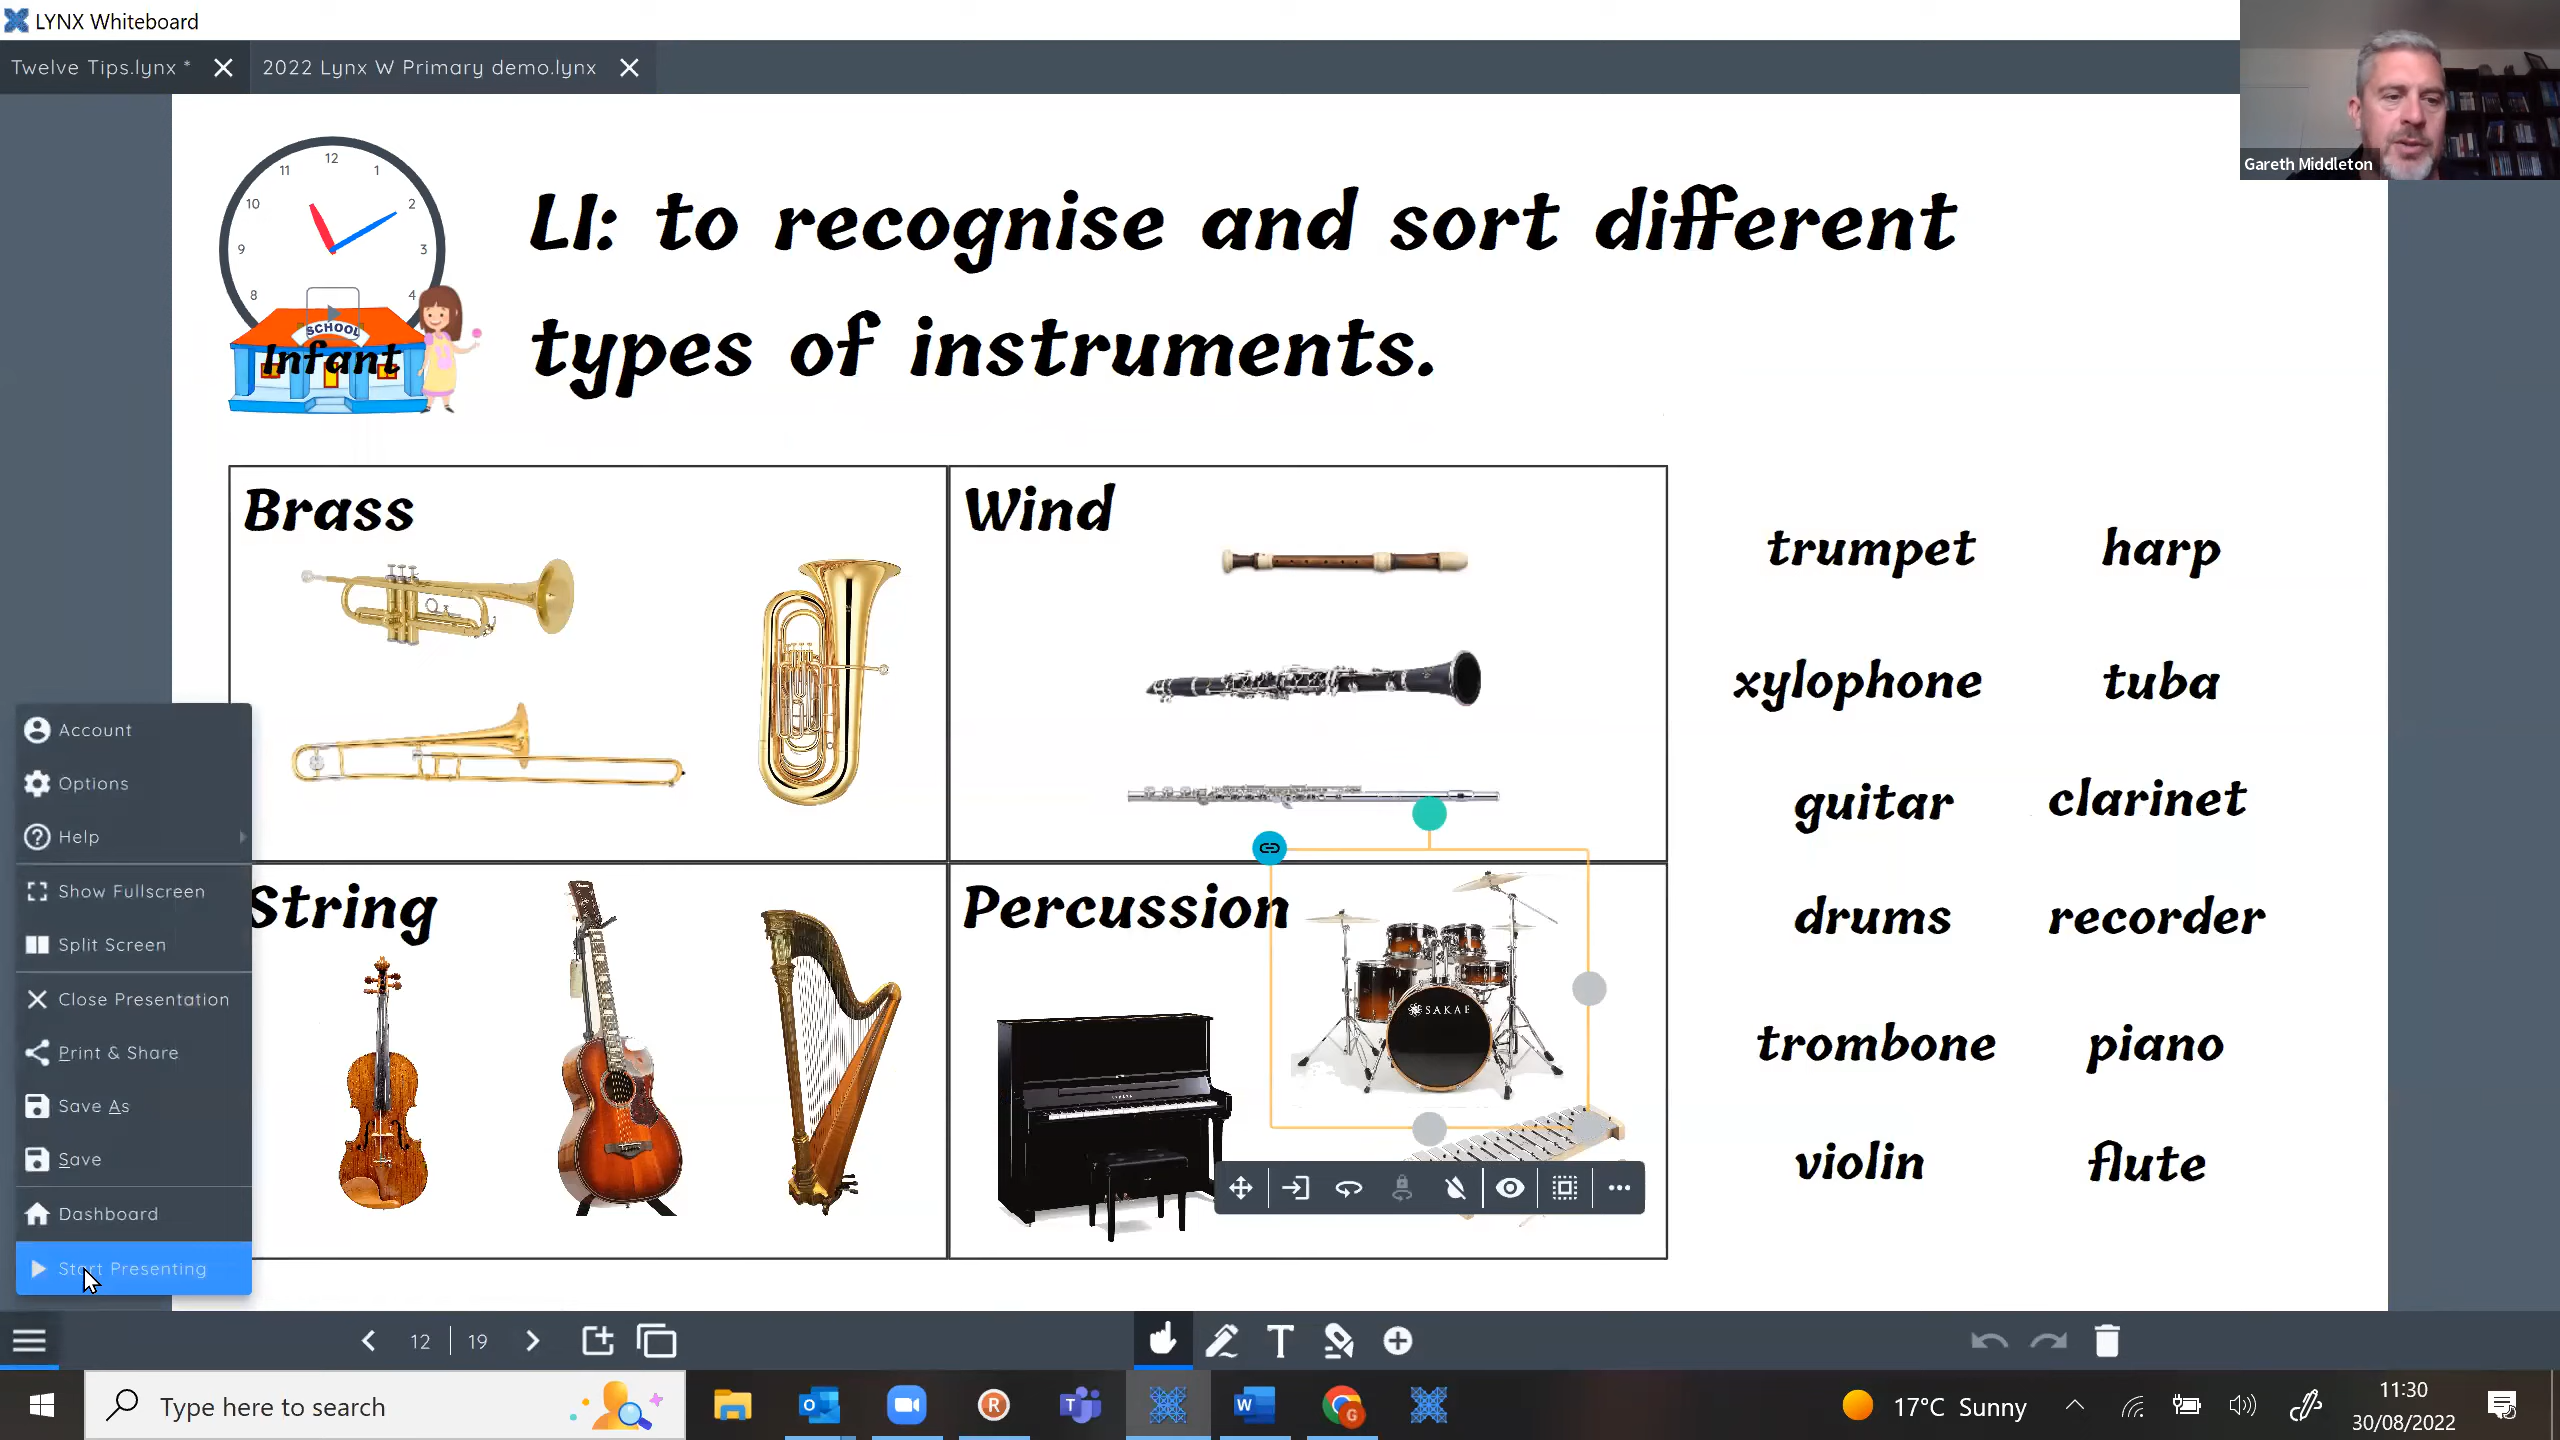 LYNX Whiteboard
Twelve Tips.lynx *
2022 Lynx W Primary demo.lynx
Gareth Middleton
12
11 1
10 2
9 3
8 4
SCHOOL
Infant
LI: to recognise and sort different
types of instruments.
Brass
Wind
String
Percussion
SAKAE
trumpet harp
xylophone tuba
guitar clarinet
drums recorder
trombone piano
violin flute
Account
Options
Help
Show Fullscreen
Split Screen
Close Presentation
Print & Share
Save As
Save
Dashboard
Start Presenting
12 | 19
T
Type here to search
17°C Sunny
11:30
30/08/2022